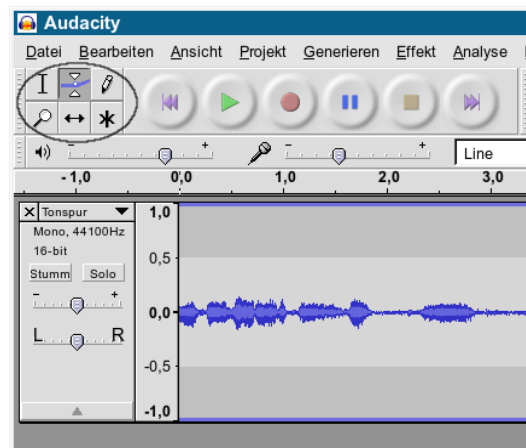 Audacity
Datei Bearbeiten Ansicht Projekt Generieren Effekt Analyse
- + - + Line
- 1,0 0,0 1,0 2,0 3,0
X Tonspur
Mono, 44100Hz
16-bit
Stumm Solo
- +
L R
1,0
0,5
0,0
-0,5
-1,0